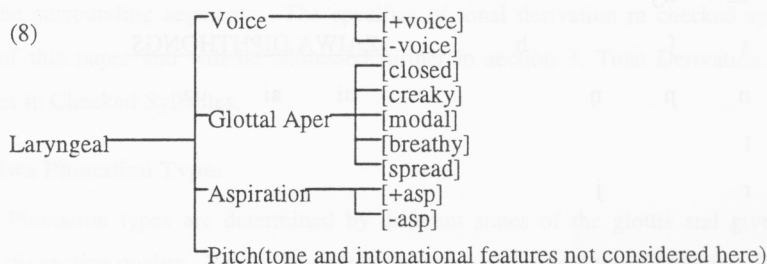 (8)
Voice [+voice]
[-voice]
[closed]
[creaky]
Glottal Aper [modal]
Laryngeal [breathy]
[spread]
Aspiration [+asp]
[-asp]
Pitch(tone and intonational features not considered here)